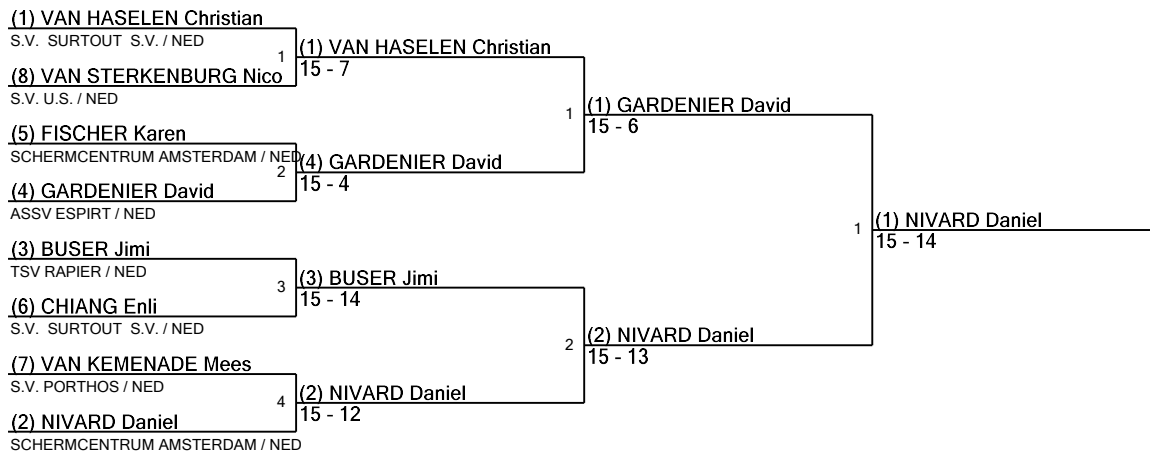 (1) VAN HASELEN Christian
S.V. SURTOUT S.V. / NED
1
(8) VAN STERKENBURG Nico
S.V. U.S. / NED
(1) VAN HASELEN Christian
15 - 7
(5) FISCHER Karen
SCHERMCENTRUM AMSTERDAM / NED
2
(4) GARDENIER David
ASSV ESPIRT / NED
(4) GARDENIER David
15 - 4
1
(1) GARDENIER David
15 - 6
(3) BUSER Jimi
TSV RAPIER / NED
3
(6) CHIANG Enli
S.V. SURTOUT S.V. / NED
(3) BUSER Jimi
15 - 14
(7) VAN KEMENADE Mees
S.V. PORTHOS / NED
4
(2) NIVARD Daniel
SCHERMCENTRUM AMSTERDAM / NED
(2) NIVARD Daniel
15 - 12
2
(2) NIVARD Daniel
15 - 13
1
(1) NIVARD Daniel
15 - 14